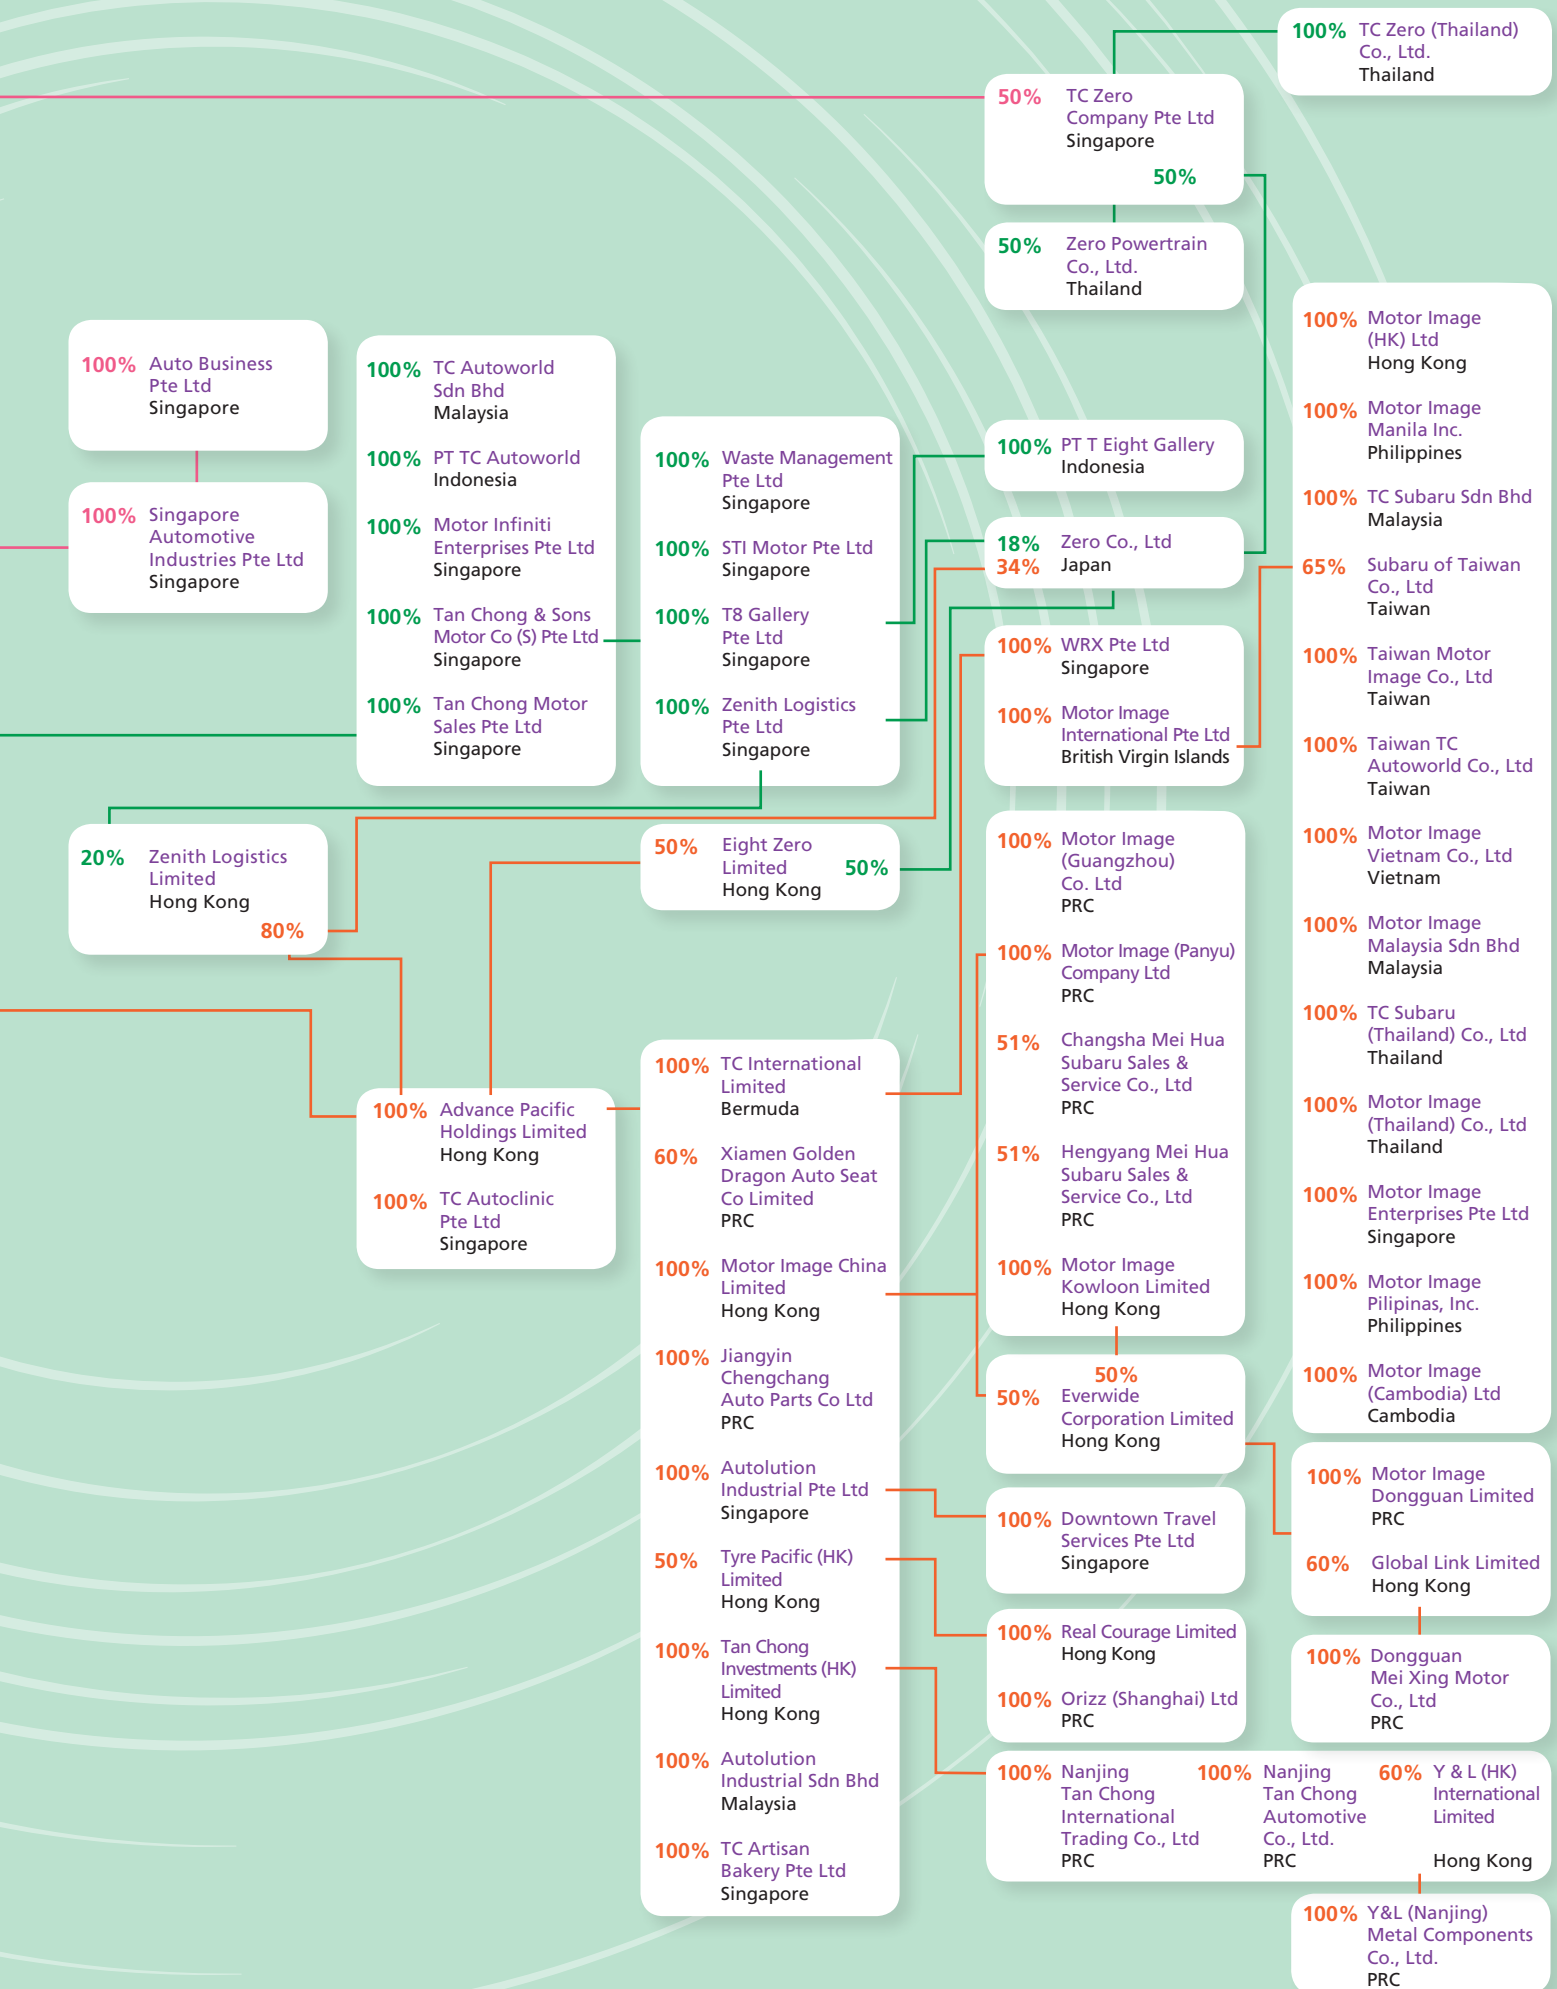 100% TC Zero (Thailand)
Co., Ltd.
Thailand
50% TC Zero
Company Pte Ltd
Singapore
50%
50% Zero Powertrain
Co., Ltd.
Thailand
100% Auto Business
Pte Ltd
Singapore
100% Singapore
Automotive
Industries Pte Ltd
Singapore
100% TC Autoworld
Sdn Bhd
Malaysia
100% PT TC Autoworld
Indonesia
100% Motor Infiniti
Enterprises Pte Ltd
Singapore
100% Tan Chong & Sons
Motor Co (S) Pte Ltd
Singapore
100% Tan Chong Motor
Sales Pte Ltd
Singapore
100% Waste Management
Pte Ltd
Singapore
100% STI Motor Pte Ltd
Singapore
100% T8 Gallery
Pte Ltd
Singapore
100% Zenith Logistics
Pte Ltd
Singapore
100% PT T Eight Gallery
Indonesia
18% Zero Co., Ltd
34% Japan
100% WRX Pte Ltd
Singapore
100% Motor Image
International Pte Ltd
British Virgin Islands
20% Zenith Logistics
Limited
Hong Kong
80%
50% Eight Zero
Limited 50%
Hong Kong
100% Advance Pacific
Holdings Limited
Hong Kong
100% TC Autoclinic
Pte Ltd
Singapore
100% TC International
Limited
Bermuda
60% Xiamen Golden
Dragon Auto Seat
Co Limited
PRC
100% Motor Image China
Limited
Hong Kong
100% Jiangyin
Chengchang
Auto Parts Co Ltd
PRC
100% Autolution
Industrial Pte Ltd
Singapore
50% Tyre Pacific (HK)
Limited
Hong Kong
100% Tan Chong
Investments (HK)
Limited
Hong Kong
100% Autolution
Industrial Sdn Bhd
Malaysia
100% TC Artisan
Bakery Pte Ltd
Singapore
100% Motor Image
(Guangzhou)
Co. Ltd
PRC
100% Motor Image (Panyu)
Company Ltd
PRC
51% Changsha Mei Hua
Subaru Sales &
Service Co., Ltd
PRC
51% Hengyang Mei Hua
Subaru Sales &
Service Co., Ltd
PRC
100% Motor Image
Kowloon Limited
Hong Kong
50%
50% Everwide
Corporation Limited
Hong Kong
100% Downtown Travel
Services Pte Ltd
Singapore
100% Real Courage Limited
Hong Kong
100% Orizz (Shanghai) Ltd
PRC
100% Nanjing
Tan Chong
International
Trading Co., Ltd
PRC
100% Nanjing
Tan Chong
Automotive
Co., Ltd.
PRC
60% Y & L (HK)
International
Limited
Hong Kong
100% Motor Image
(HK) Ltd
Hong Kong
100% Motor Image
Manila Inc.
Philippines
100% TC Subaru Sdn Bhd
Malaysia
65% Subaru of Taiwan
Co., Ltd
Taiwan
100% Taiwan Motor
Image Co., Ltd
Taiwan
100% Taiwan TC
Autoworld Co., Ltd
Taiwan
100% Motor Image
Vietnam Co., Ltd
Vietnam
100% Motor Image
Malaysia Sdn Bhd
Malaysia
100% TC Subaru
(Thailand) Co., Ltd
Thailand
100% Motor Image
(Thailand) Co., Ltd
Thailand
100% Motor Image
Enterprises Pte Ltd
Singapore
100% Motor Image
Pilipinas, Inc.
Philippines
100% Motor Image
(Cambodia) Ltd
Cambodia
100% Motor Image
Dongguan Limited
PRC
60% Global Link Limited
Hong Kong
100% Dongguan
Mei Xing Motor
Co., Ltd
PRC
100% Y&L (Nanjing)
Metal Components
Co., Ltd.
PRC